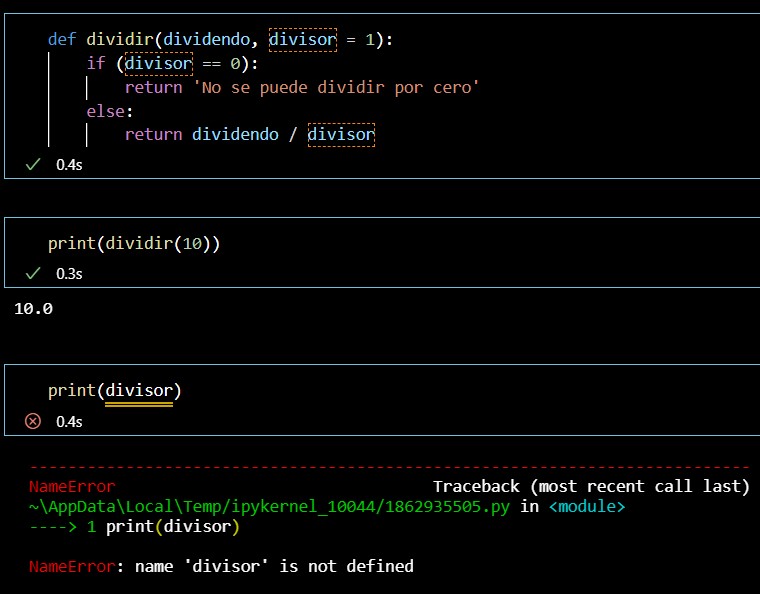 def dividir(dividendo, divisor = 1):
if (divisor == 0):
return 'No se puede dividir por cero'
else:
return dividendo / divisor
0.4s
print(dividir(10))
0.3s
10.0
print(divisor)
0.4s
---------------------------------------------------------------------------
NameError Traceback (most recent call last)
~\AppData\Local\Temp/ipykernel_10044/1862935505.py in <module>
----> 1 print(divisor)
NameError: name 'divisor' is not defined